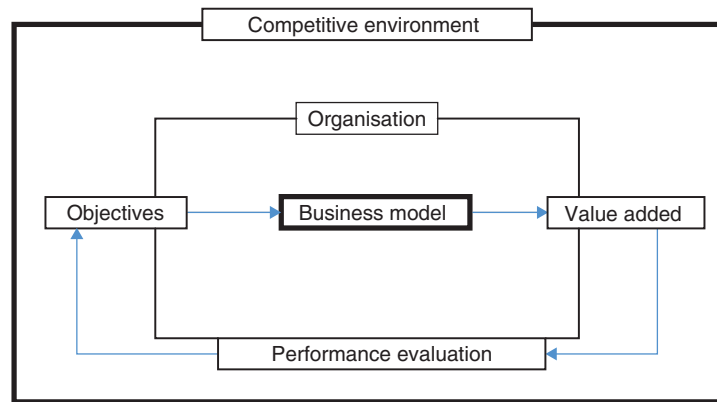 Competitive environment
Organisation
Objectives
Business model
Value added
Performance evaluation